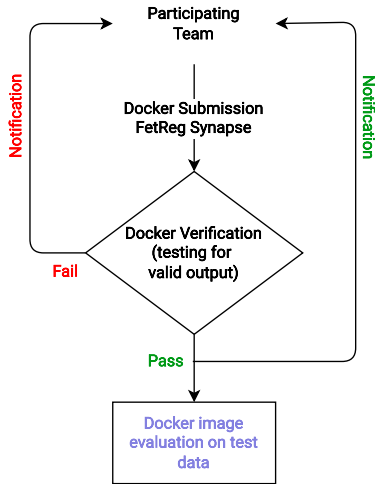 Participating
Team
Notification
Notification
Docker Submission
FetReg Synapse
Docker Verification
(testing for
valid output)
Fail
Pass
Docker image
evaluation on test
data